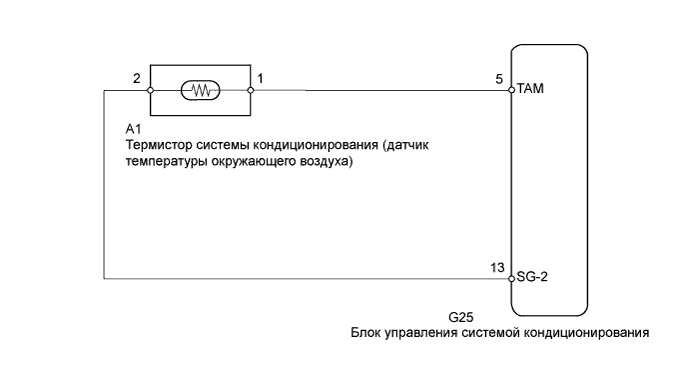 2
1
5
TAM
A1
Термистор системы кондиционирования (датчик
температуры окружающего воздуха)
13
SG-2
G25
Блок управления системой кондиционирования